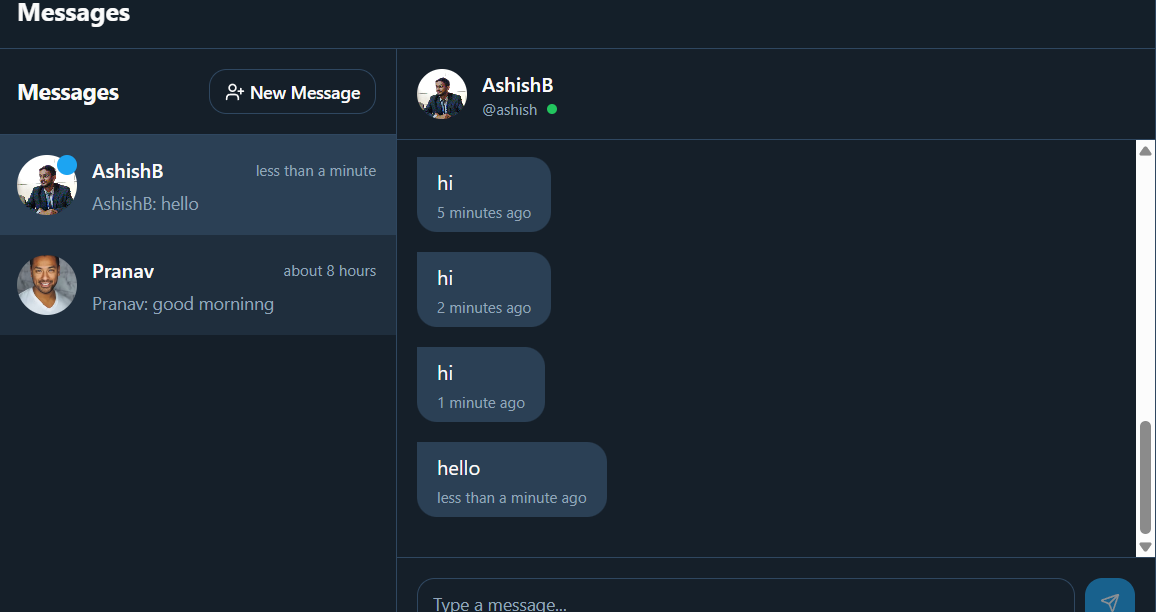 Messages
Messages
New Message
AshishB
less than a minute
AshishB: hello
Pranav
about 8 hours
Pranav: good morninng
AshishB
@ashish
hi
5 minutes ago
hi
2 minutes ago
hi
1 minute ago
hello
less than a minute ago
Type a message...